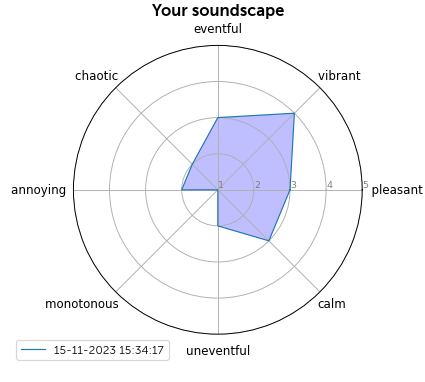 Your soundscape
eventful
chaotic
vibrant
annoying
1
2
3
4
5
pleasant
monotonous
calm
15-11-2023 15:34:17
uneventful